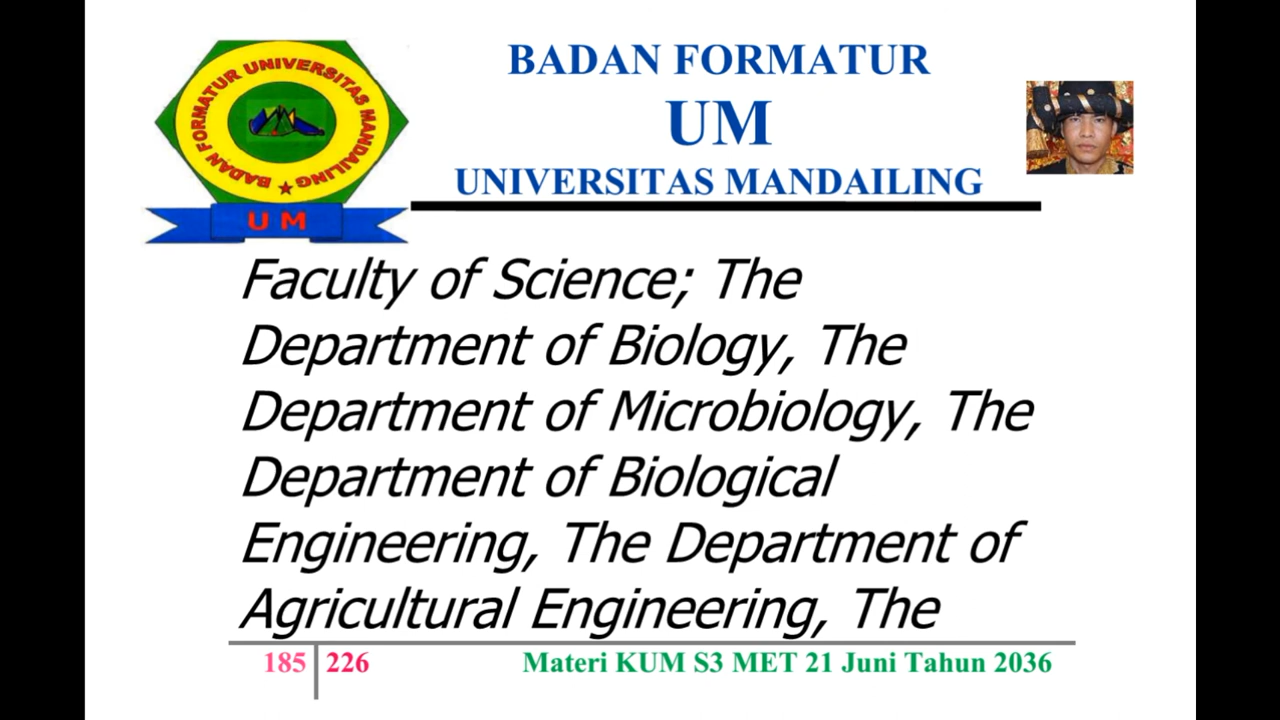 BADAN FORMATUR UNIVERSITAS MANDAILING
UM
BADAN FORMATUR
UM
UNIVERSITAS MANDAILING
Faculty of Science; The
Department of Biology, The
Department of Microbiology, The
Department of Biological
Engineering, The Department of
Agricultural Engineering, The
185 226 Materi KUM S3 MET 21 Juni Tahun 2036